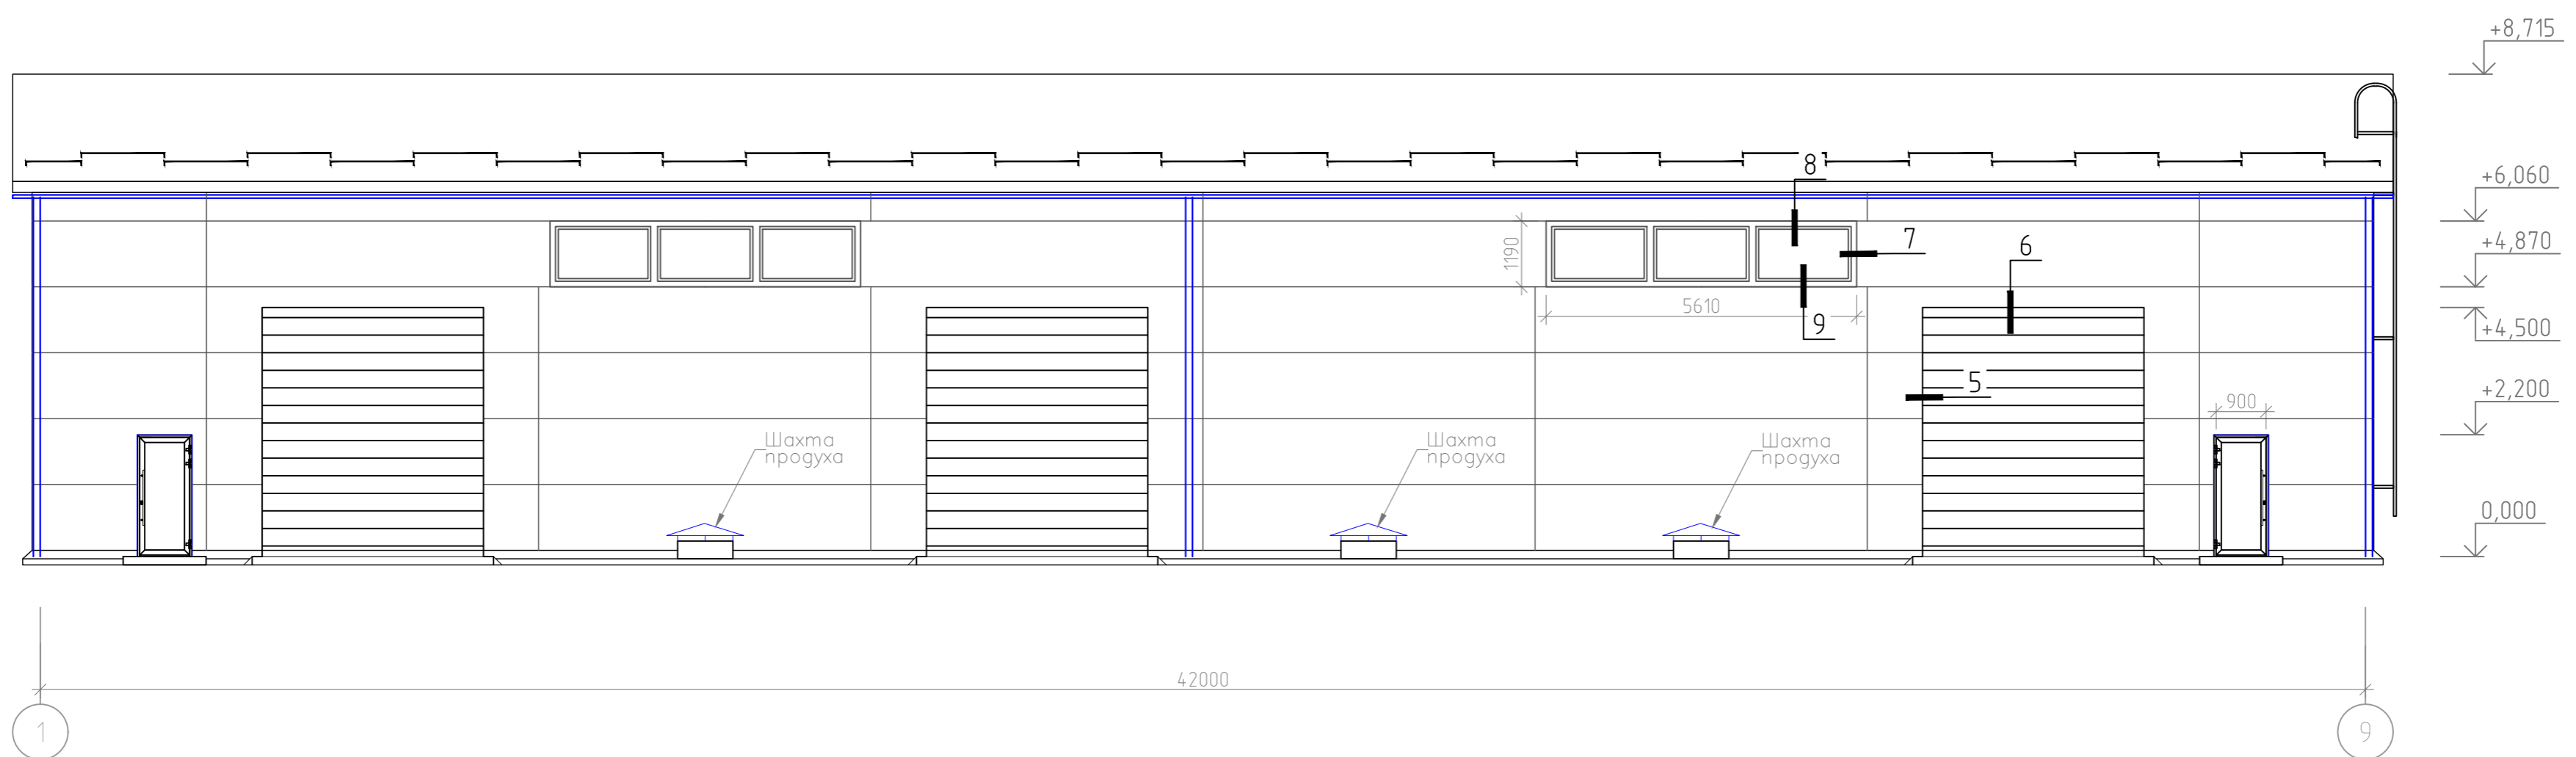 +8,715
+6,060
8
1190
7
6
+4,870
5610
9
+4,500
5
+2,200
900
Шахта
продуха
Шахта
продуха
Шахта
продуха
0,000
42000
1
9